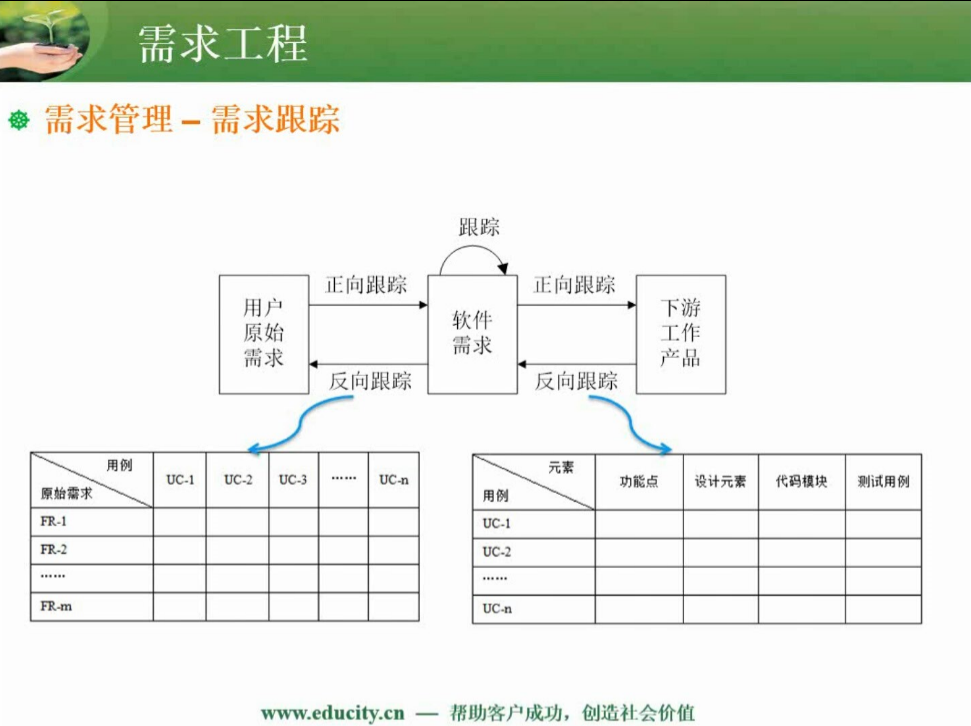 需求工程
需求管理 – 需求跟踪
跟踪
正向跟踪
正向跟踪
用户
原始
需求
软件
需求
下游
工作
产品
反向跟踪
反向跟踪
用例
原始需求
UC-1 UC-2 UC-3 …… UC-n
FR-1
FR-2
……
FR-m
元素
用例
功能点 设计元素 代码模块 测试用例
UC-1
UC-2
……
UC-n
www.educity.cn — 帮助客户成功，创造社会价值